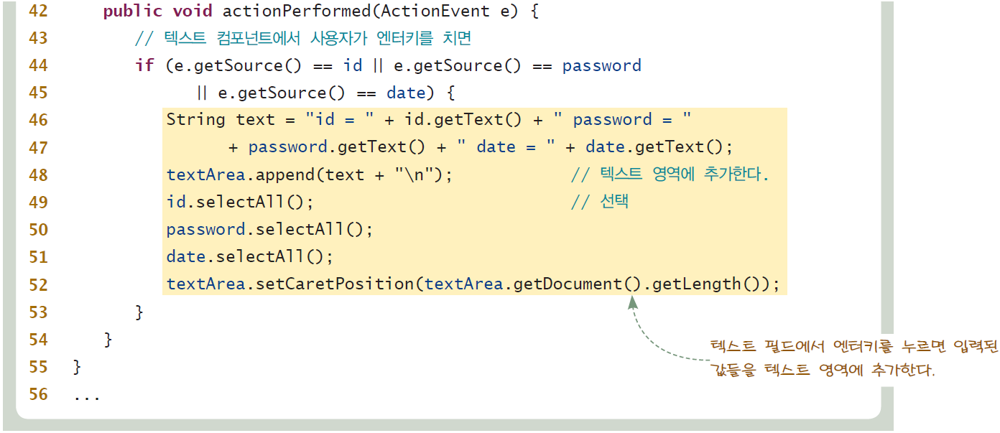 42 public void actionPerformed(ActionEvent e) {
43 // 텍스트 컴포넌트에서 사용자가 엔터키를 치면
44 if (e.getSource() == id || e.getSource() == password
45 || e.getSource() == date) {
46 String text = "id = " + id.getText() + " password = "
47 + password.getText() + " date = " + date.getText();
48 textArea.append(text + "\n"); // 텍스트 영역에 추가한다.
49 id.selectAll(); // 선택
50 password.selectAll();
51 date.selectAll();
52 textArea.setCaretPosition(textArea.getDocument().getLength());
53 }
54 }
55 }
56 ...
텍스트 필드에서 엔터키를 누르면 입력된
값들을 텍스트 영역에 추가한다.